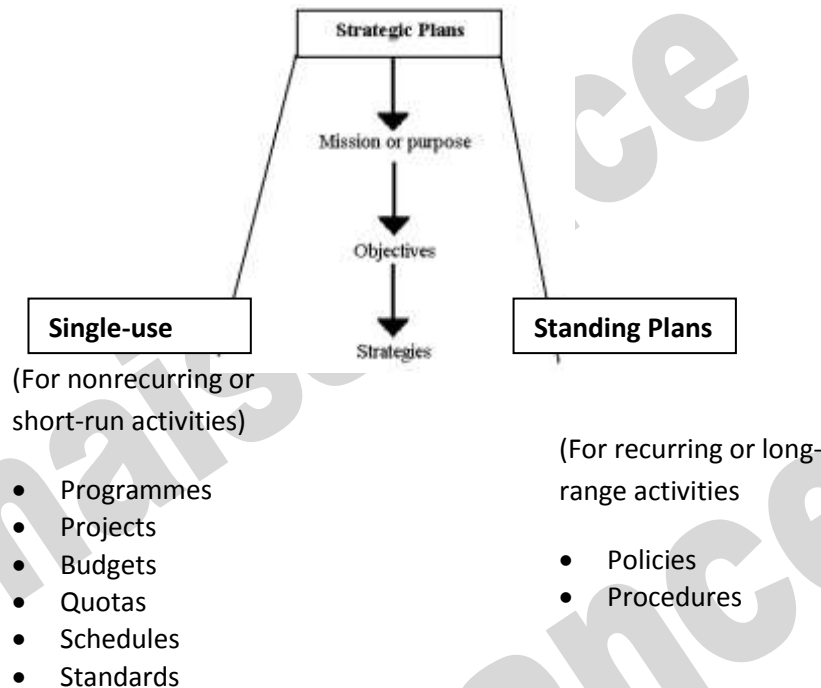 Strategic Plans
Mission or purpose
Objectives
Strategies
Single-use
(For nonrecurring or
short-run activities)
• Programmes
• Projects
• Budgets
• Quotas
• Schedules
• Standards
Standing Plans
(For recurring or long-
range activities
• Policies
• Procedures